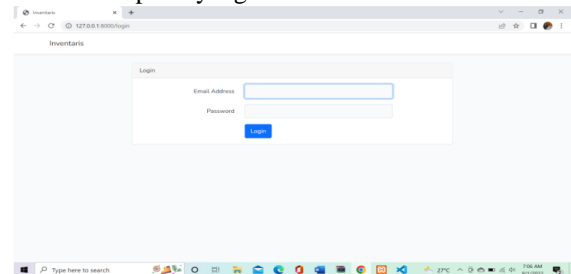 Inventaris
127.0.0.1:8000/login
Inventaris
Login
Email Address
Password
Login
Type here to search
27°C
7:06 AM